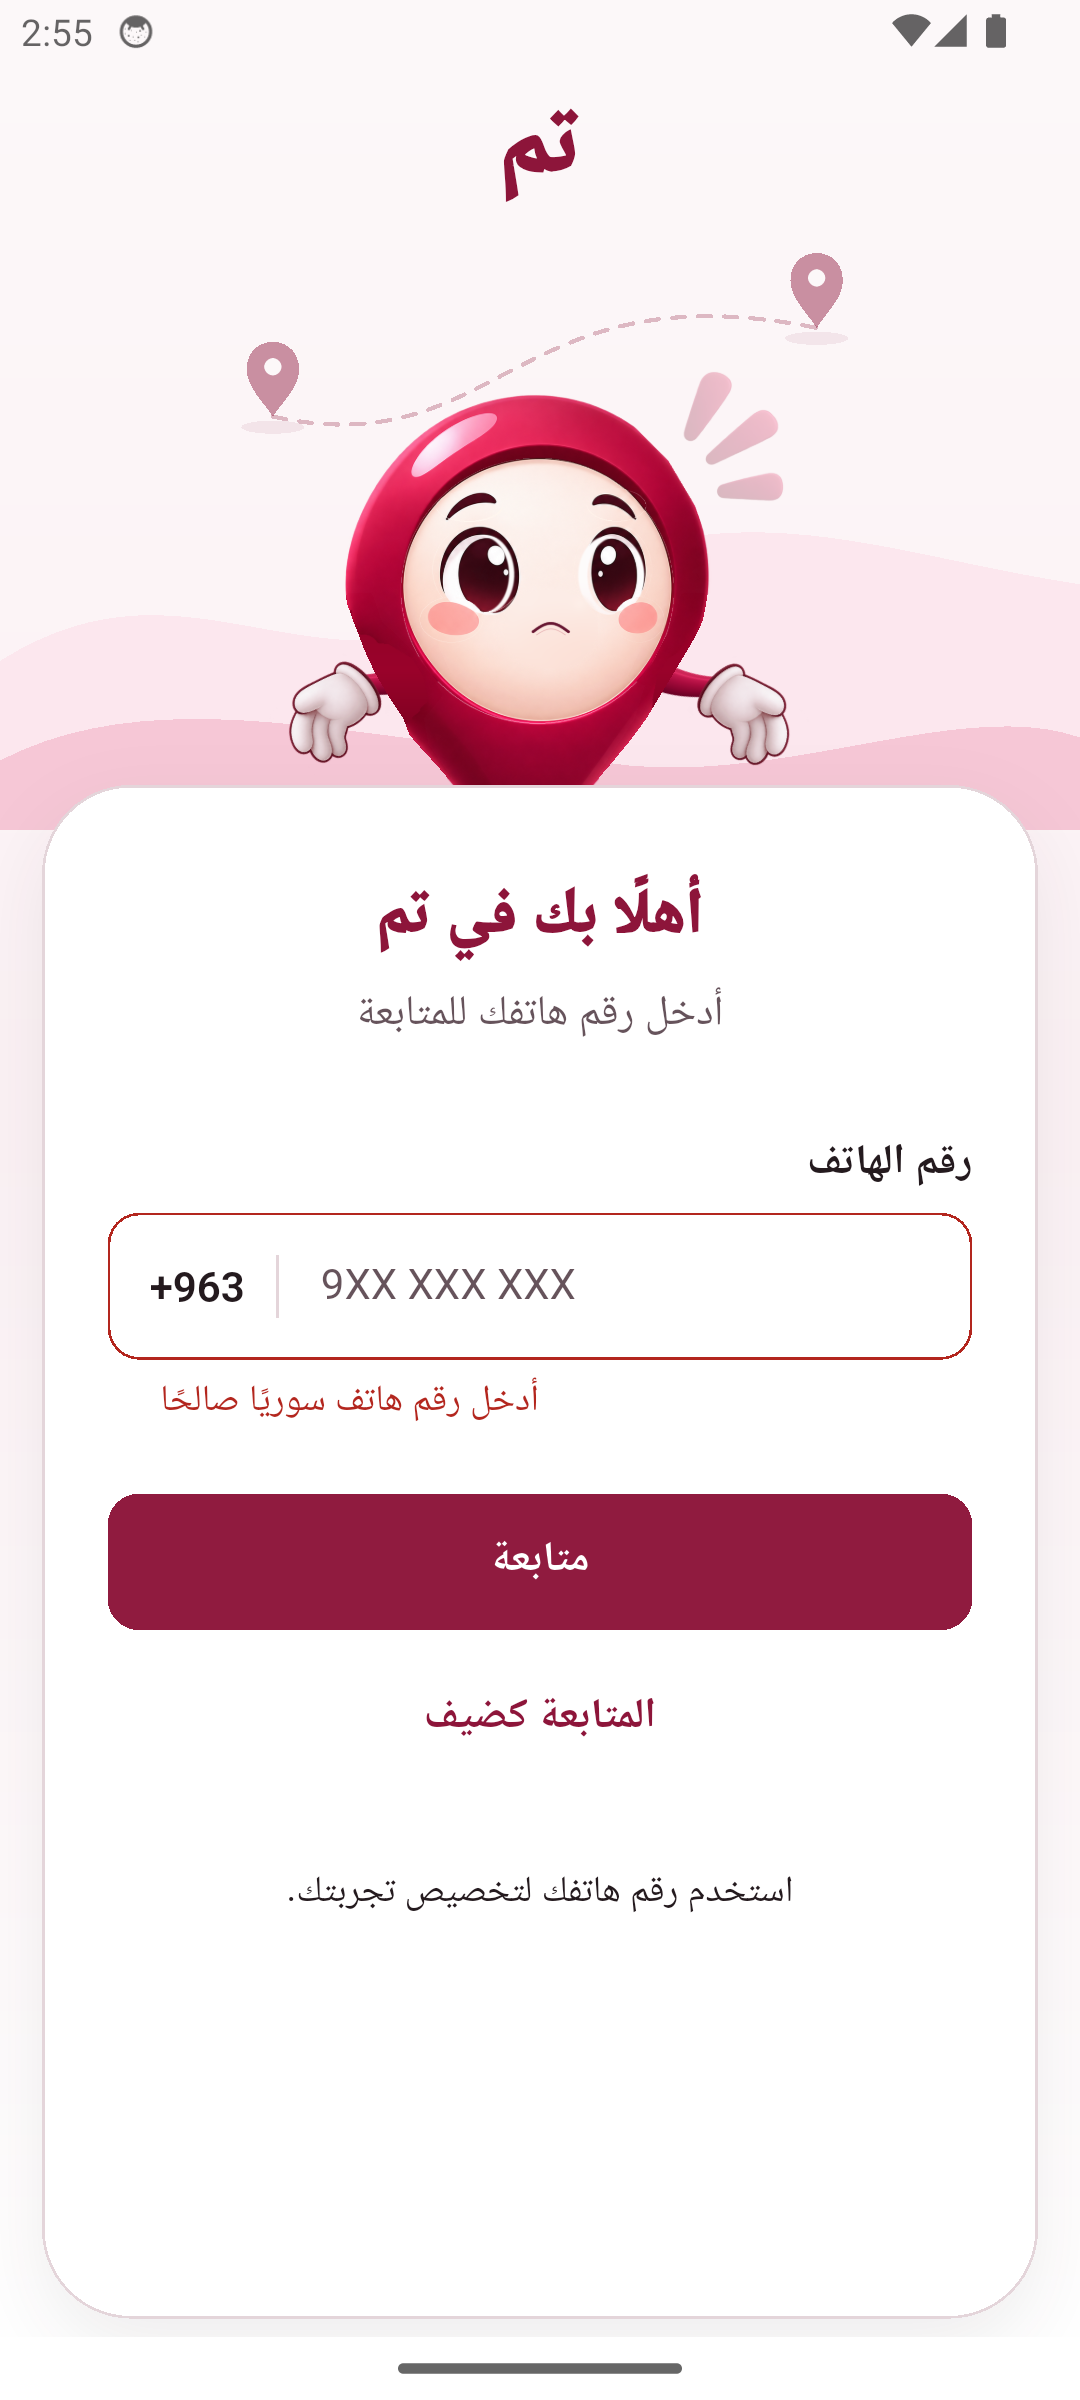 2:55
تم
أهلًا بك في تم
أدخل رقم هاتفك للمتابعة
رقم الهاتف
+963 9XX XXX XXX
أدخل رقم هاتف سوريًا صالحًا
متابعة
المتابعة كضيف
استخدم رقم هاتفك لتخصيص تجربتك.